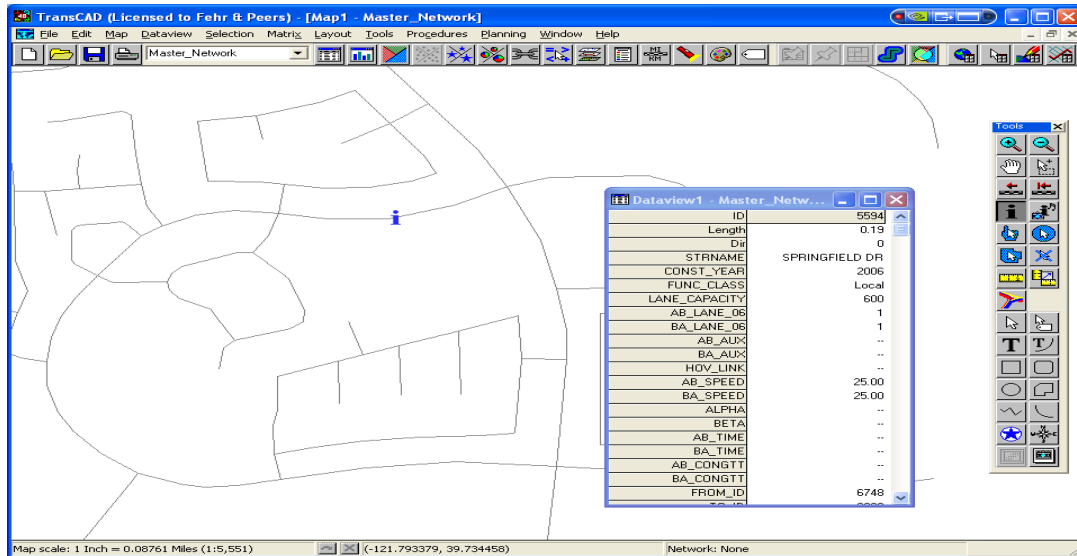 TransCAD (Licensed to Fehr & Peers) - [Map1 - Master_Network]
File Edit Map Dataview Selection Matrix Layout Tools Procedures Planning Window Help
Master_Network
MI KM
Tools
Dataview1 - Master_Netw...
ID 5594
Length 0.19
Dir 0
STRNAME SPRINGFIELD DR
CONST_YEAR 2006
FUNC_CLASS Local
LANE_CAPACITY 600
AB_LANE_06 1
BA_LANE_06 1
AB_AUX --
BA_AUX --
HOV_LINK --
AB_SPEED 25.00
BA_SPEED 25.00
ALPHA --
BETA --
AB_TIME --
BA_TIME --
AB_CONGTT --
BA_CONGTT --
FROM_ID 6748
Map scale: 1 Inch = 0.08761 Miles (1:5,551) (-121.793379, 39.734458) Network: None